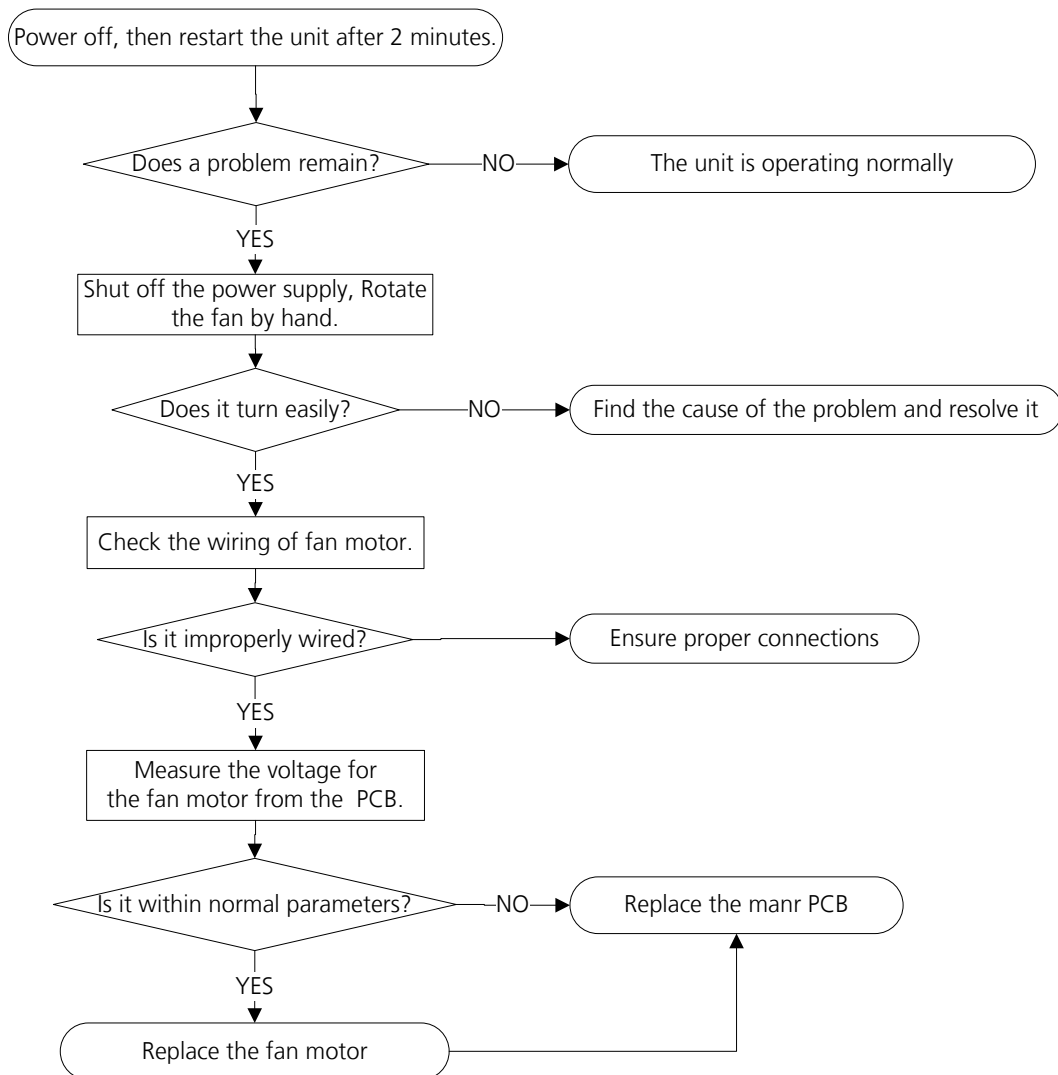 Power off, then restart the unit after 2 minutes.
Does a problem remain?
NO
The unit is operating normally
YES
Shut off the power supply, Rotate
the fan by hand.
Does it turn easily?
NO
Find the cause of the problem and resolve it
YES
Check the wiring of fan motor.
Is it improperly wired?
Ensure proper connections
YES
Measure the voltage for
the fan motor from the PCB.
Is it within normal parameters?
NO
Replace the manr PCB
YES
Replace the fan motor